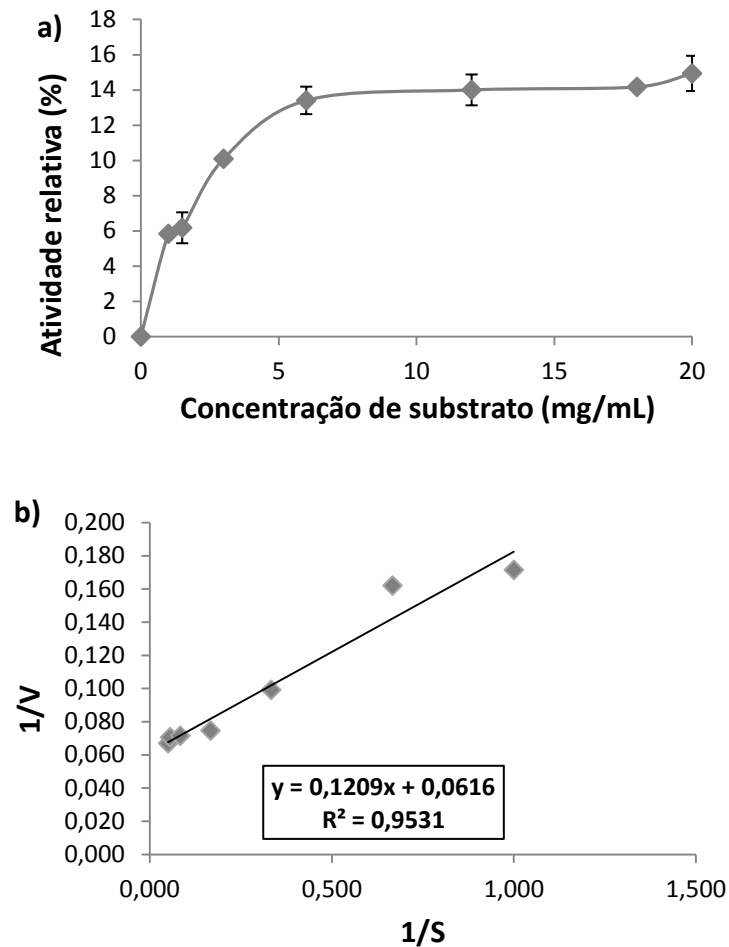 a)
Atividade relativa (%)
18
16
14
12
10
8
6
4
2
0
0 5 10 15 20
Concentração de substrato (mg/mL)
b)
1/V
0,200
0,180
0,160
0,140
0,120
0,100
0,080
0,060
0,040
0,020
0,000
y = 0,1209x + 0,0616
R² = 0,9531
0,000 0,500 1,000 1,500
1/S